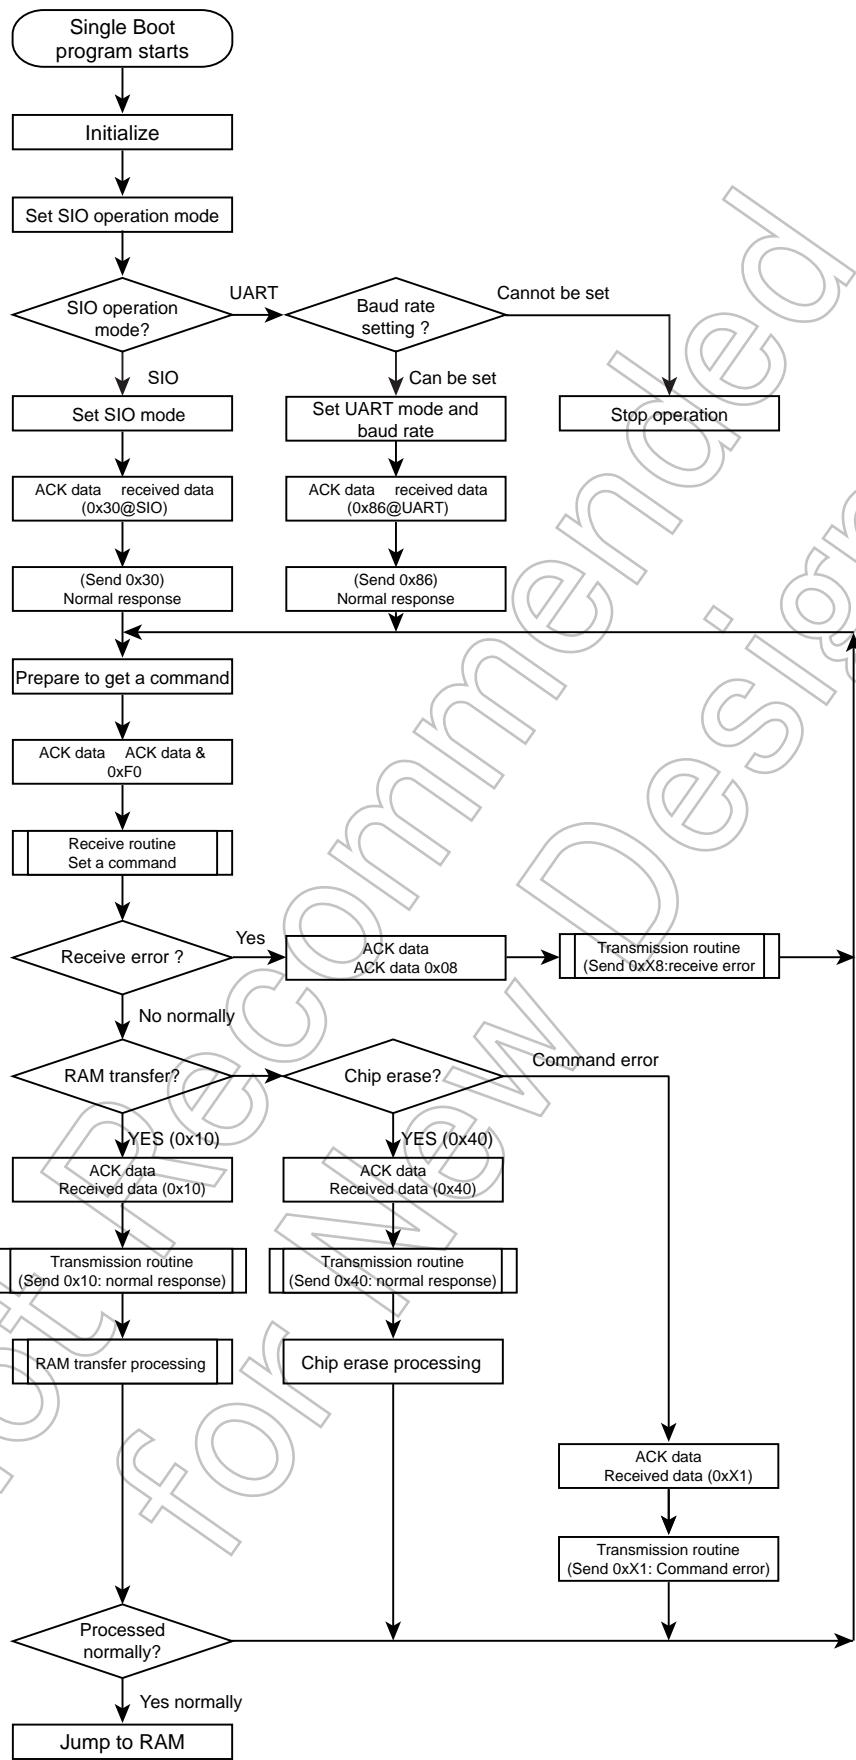 Single Boot
program starts
Initialize
Set SIO operation mode
SIO operation
mode?
UART
Baud rate
setting ?
Cannot be set
SIO
Can be set
Set SIO mode
Set UART mode and
baud rate
Stop operation
ACK data received data
(0x30@SIO)
ACK data received data
(0x86@UART)
(Send 0x30)
Normal response
(Send 0x86)
Normal response
Prepare to get a command
ACK data ACK data &
0xF0
Receive routine
Set a command
Receive error ?
Yes
ACK data
ACK data 0x08
Transmission routine
(Send 0xX8:receive error
No normally
RAM transfer?
Chip erase?
Command error
YES (0x10)
YES (0x40)
ACK data
Received data (0x10)
ACK data
Received data (0x40)
Transmission routine
(Send 0x10: normal response)
Transmission routine
(Send 0x40: normal response)
RAM transfer processing
Chip erase processing
ACK data
Received data (0xX1)
Transmission routine
(Send 0xX1: Command error)
Processed
normally?
Yes normally
Jump to RAM
Not Recommended
for New Design